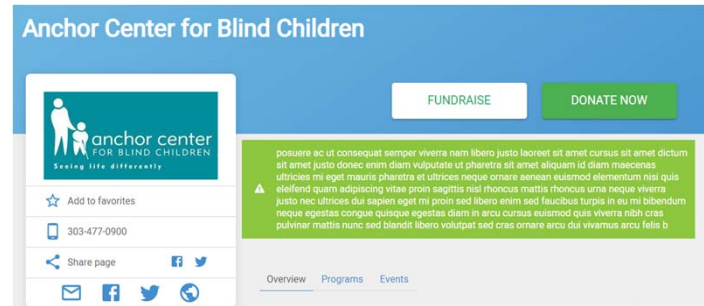 Anchor Center for Blind Children
FUNDRAISE
DONATE NOW
anchor center
FOR BLIND CHILDREN
Seeing life differently
Add to favorites
303-477-0900
Share page
posuere ac ut consequat semper viverra nam libero justo laoreet sit amet cursus sit amet dictum
sit amet justo donec enim diam vulputate ut pharetra sit amet aliquam id diam maecenas
ultricies mi eget mauris pharetra et ultrices neque ornare aenean euismod elementum nisi quis
eleifend quam adipiscing vitae proin sagittis nisl rhoncus mattis rhoncus urna neque viverra
justo nec ultrices dui sapien eget mi proin sed libero enim sed faucibus turpis in eu mi bibendum
neque egestas congue quisque egestas diam in arcu cursus euismod quis viverra nibh cras
pulvinar mattis nunc sed blandit libero volutpat sed cras ornare arcu dui vivamus arcu felis b
Overview Programs Events